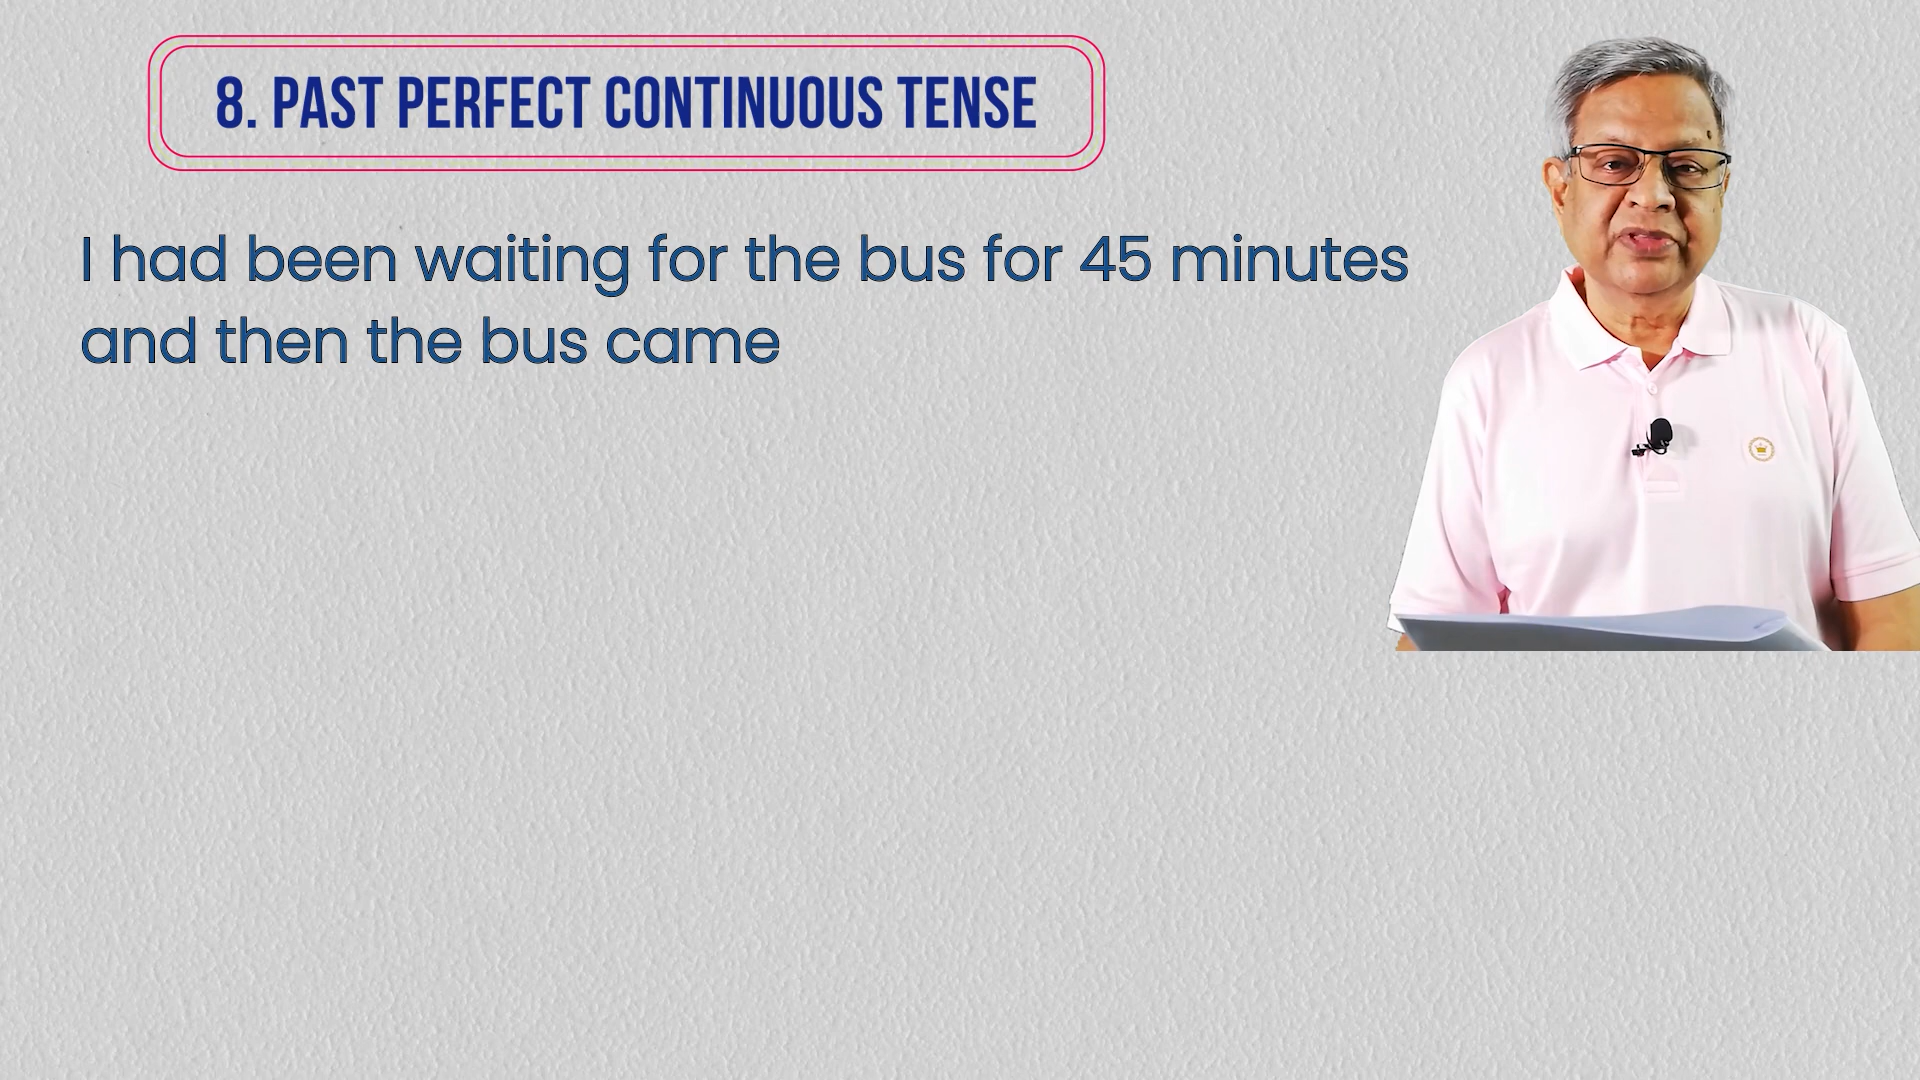 8. PAST PERFECT CONTINUOUS TENSE
I had been waiting for the bus for 45 minutes
and then the bus came